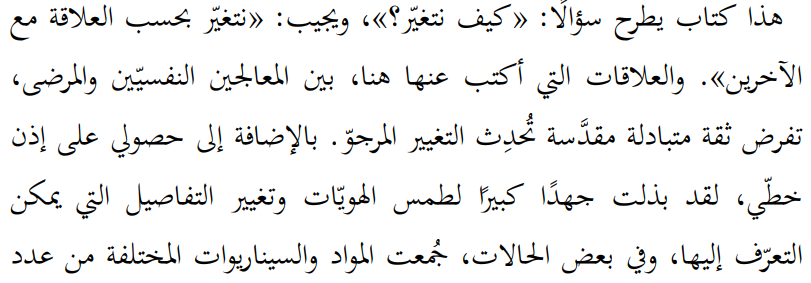 هذا كتاب يطرح سؤالًا: «كيف نتغيّر؟»، ويجيب: «نتغيّر بحسب العلاقة مع
الآخرين». والعلاقات التي أكتب عنها هنا، بين المعالجين النفسيّين والمرضى،
تفرض ثقة متبادلة مقدَّسة تُحدِث التغيير المرجوّ. بالإضافة إلى حصولي على إذن
خطّي، لقد بذلت جهدًا كبيرًا لطمس الهويّات وتغيير التفاصيل التي يمكن
التعرّف إليها، وفي بعض الحالات، جُمعت المواد والسيناريوات المختلفة من عدد